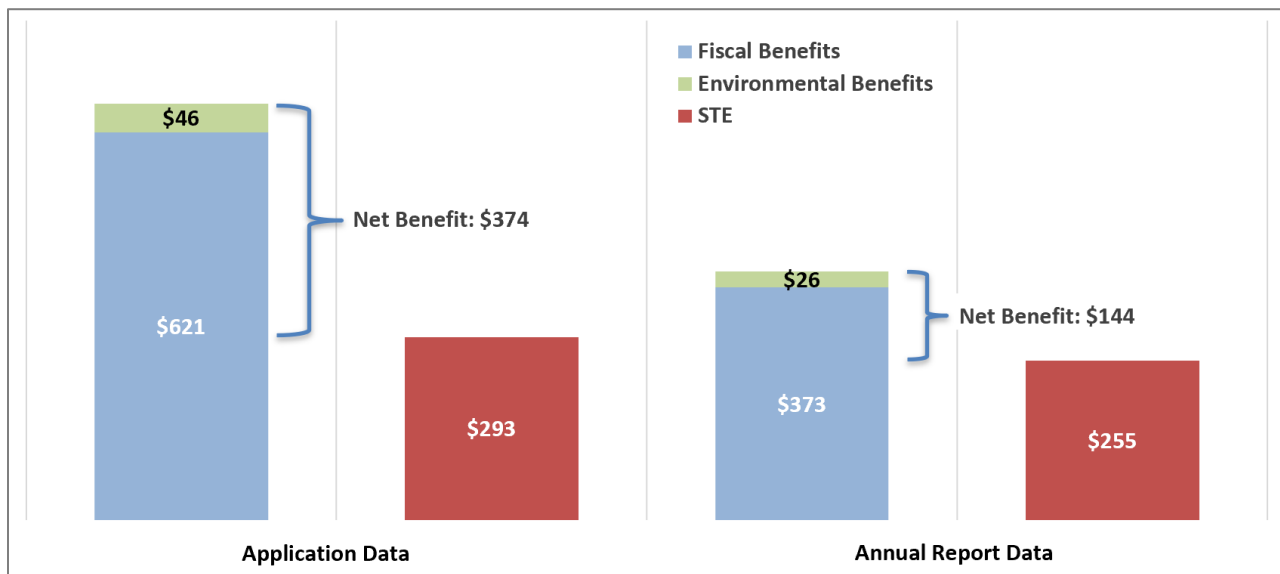 Fiscal Benefits
Environmental Benefits
STE
$46
Net Benefit: $374
$621
$293
$26
Net Benefit: $144
$373
$255
Application Data
Annual Report Data